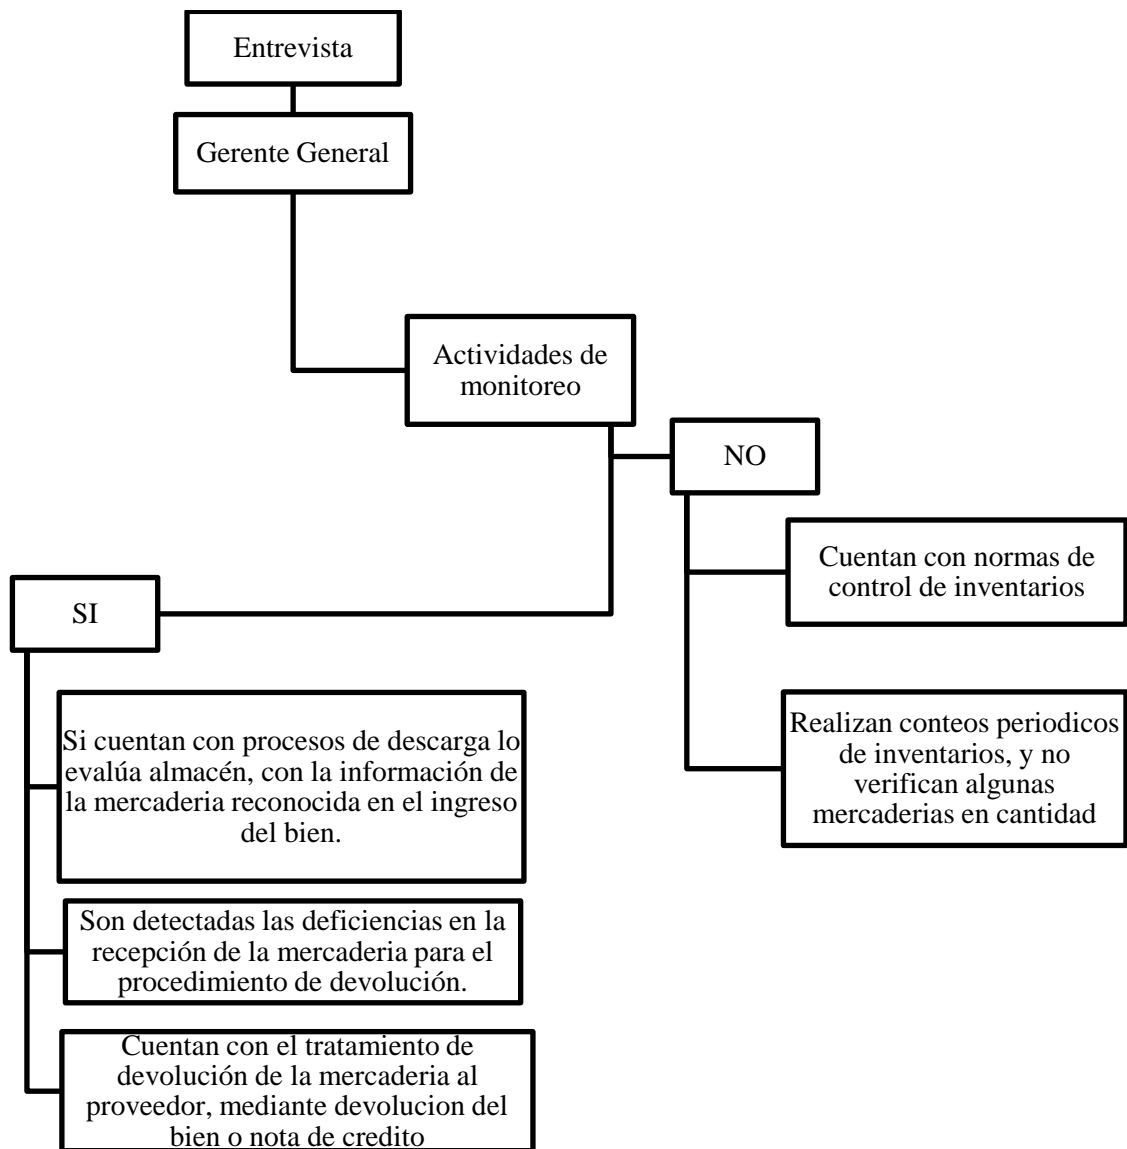 Entrevista
Gerente General
Actividades de
monitoreo
NO
Cuentan con normas de
control de inventarios
Realizan conteos periodicos
de inventarios, y no
verifican algunas
mercaderias en cantidad
SI
Si cuentan con procesos de descarga lo
evalúa almacén, con la información de
la mercaderia reconocida en el ingreso
del bien.
Son detectadas las deficiencias en la
recepción de la mercaderia para el
procedimiento de devolución.
Cuentan con el tratamiento de
devolución de la mercaderia al
proveedor, mediante devolucion del
bien o nota de credito